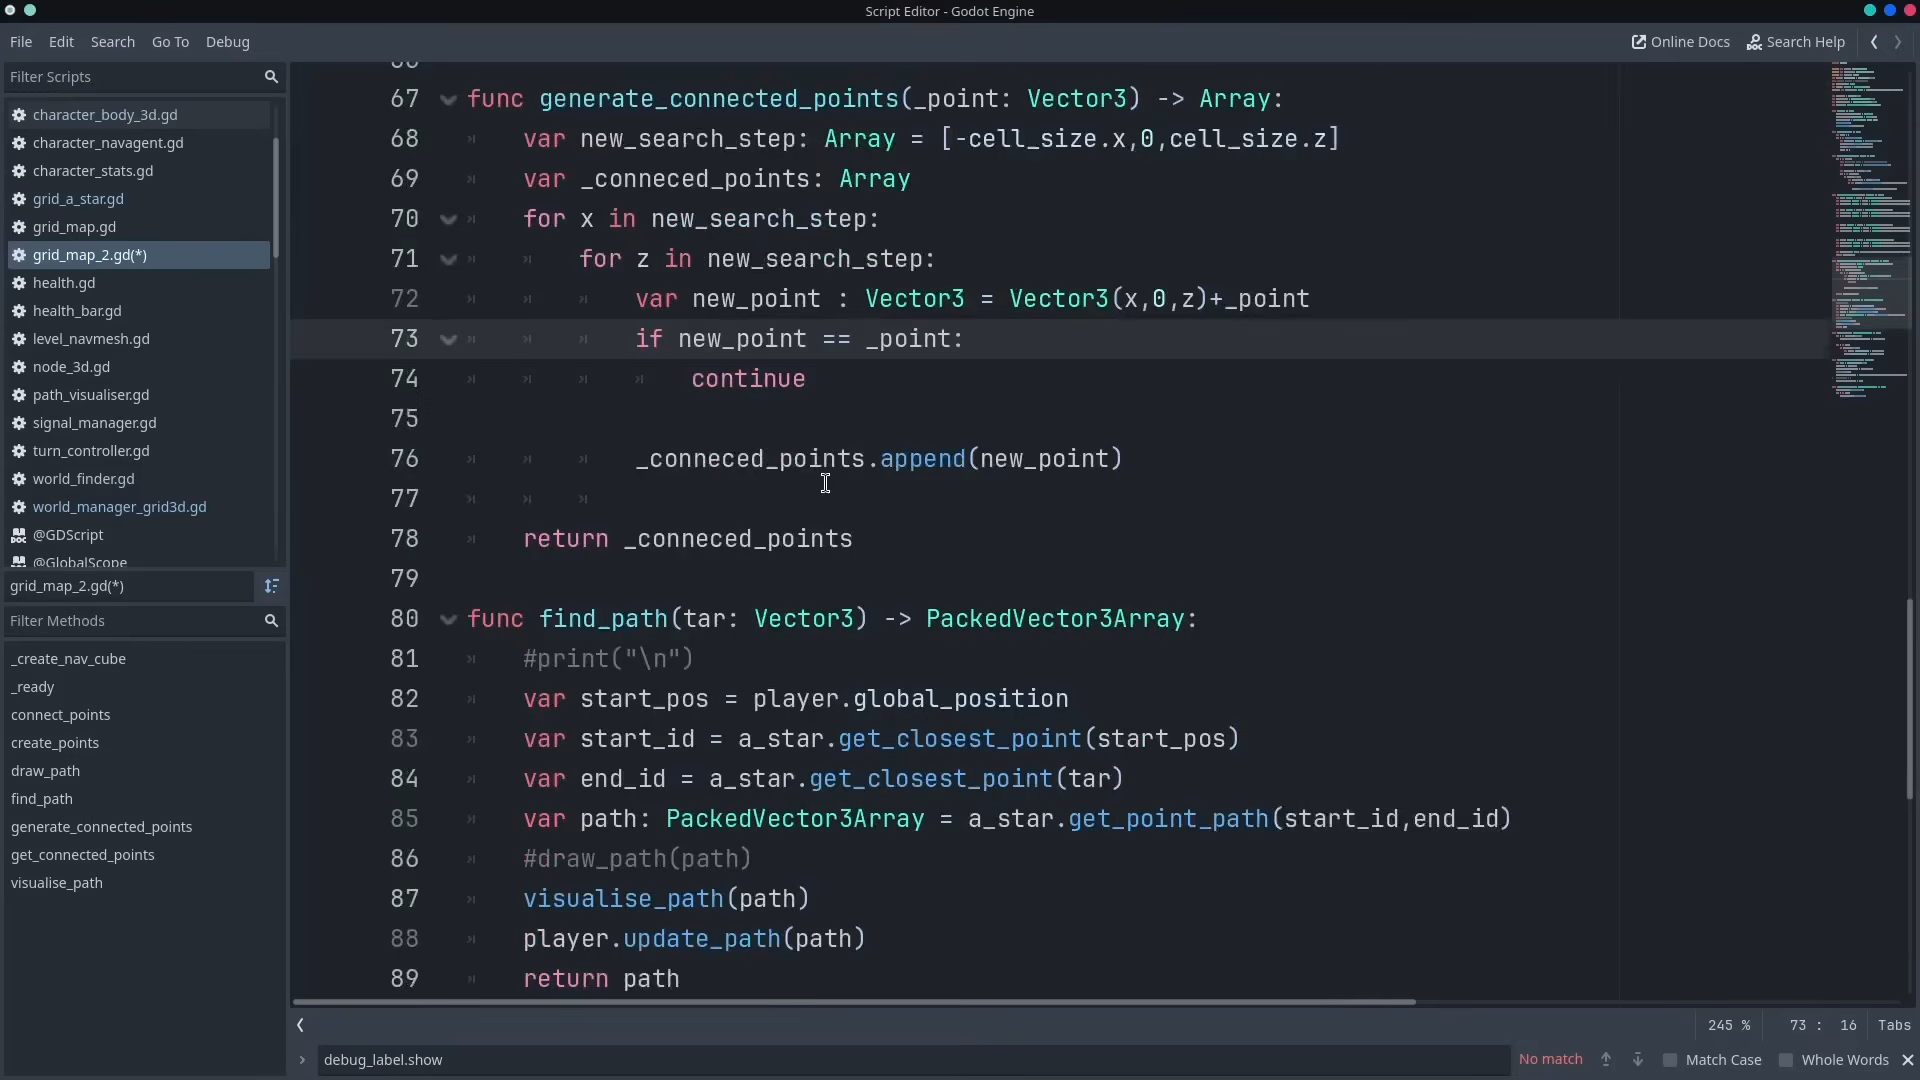 Script Editor - Godot Engine
File Edit Search Go To Debug
Online Docs Search Help
Filter Scripts
character_body_3d.gd
character_navagent.gd
character_stats.gd
grid_a_star.gd
grid_map.gd
grid_map_2.gd(*)
health.gd
health_bar.gd
level_navmesh.gd
node_3d.gd
path_visualiser.gd
signal_manager.gd
turn_controller.gd
world_finder.gd
world_manager_grid3d.gd
@GDScript
@GlobalScope
grid_map_2.gd(*)
Filter Methods
_create_nav_cube
_ready
connect_points
create_points
draw_path
find_path
generate_connected_points
get_connected_points
visualise_path
66
67 func generate_connected_points(_point: Vector3) -> Array:
68 var new_search_step: Array = [-cell_size.x,0,cell_size.z]
69 var _conneced_points: Array
70 for x in new_search_step:
71 for z in new_search_step:
72 var new_point : Vector3 = Vector3(x,0,z)+_point
73 if new_point == _point:
74 continue
75
76 _conneced_points.append(new_point)
77
78 return _conneced_points
79
80 func find_path(tar: Vector3) -> PackedVector3Array:
81 #print("\n")
82 var start_pos = player.global_position
83 var start_id = a_star.get_closest_point(start_pos)
84 var end_id = a_star.get_closest_point(tar)
85 var path: PackedVector3Array = a_star.get_point_path(start_id,end_id)
86 #draw_path(path)
87 visualise_path(path)
88 player.update_path(path)
89 return path
245 % 73 : 16 Tabs
debug_label.show No match Match Case Whole Words